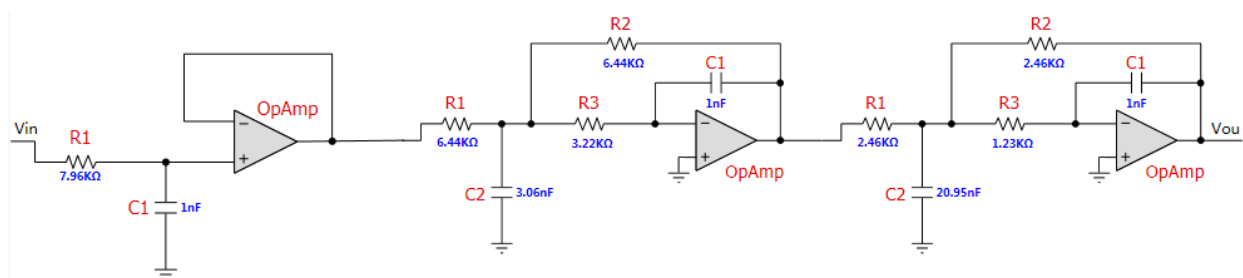 Vin
R1
7.96KΩ
C1
1nF
OpAmp
R1
6.44KΩ
C2
3.06nF
R2
6.44KΩ
R3
3.22KΩ
C1
1nF
OpAmp
R1
2.46KΩ
C2
20.95nF
R2
2.46KΩ
R3
1.23KΩ
C1
1nF
OpAmp
Vou